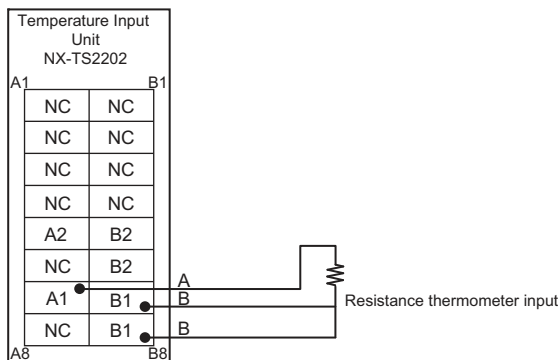 Temperature Input
Unit
NX-TS2202
A1 B1
NC NC
NC NC
NC NC
NC NC
A2 B2
NC B2
A
A1 B1 B
Resistance thermometer input
NC B1 B
A8 B8